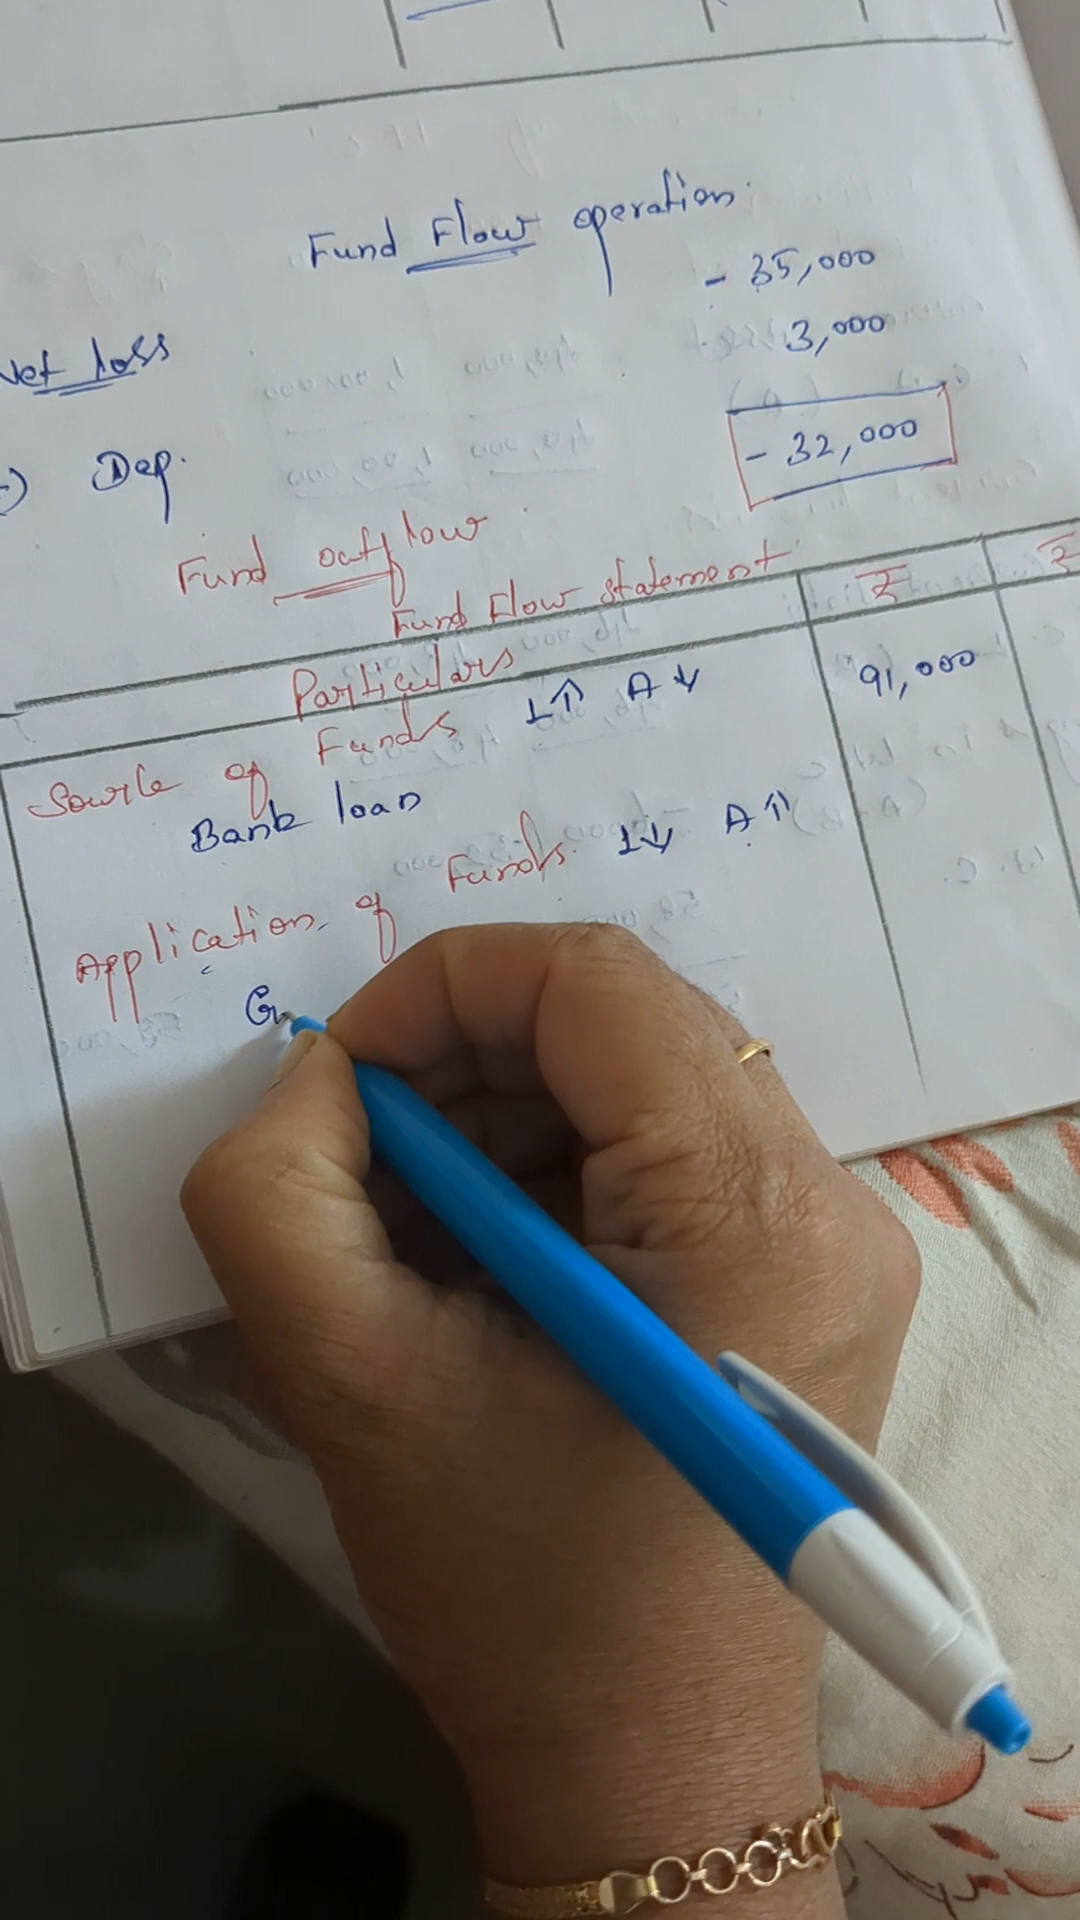 Fund Flow operation.
Net loss - 35,000
Dep. 3,000
- 32,000
Fund outflow
Fund Flow statement
Particulars ₹ ₹
Source of Funds L↑ A↓ 91,000
Bank loan
Application of Funds L↓ A↑